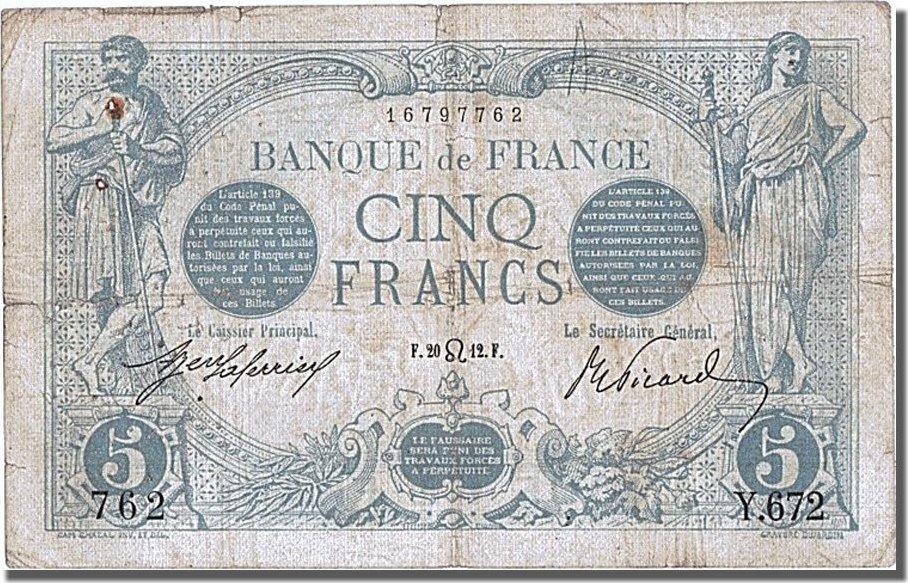 16797762
BANQUE de FRANCE
CINQ
FRANCS
L'article 139
du Code Pénal pu-
nit des travaux forcés
à perpétuité ceux qui au-
ront contrefait ou falsifié
les Billets de Banques au-
torisées par la loi, ainsi
que ceux qui auront
fait usage de
ces Billets.
L'ARTICLE 139
DU CODE PÉNAL PU-
NIT DES TRAVAUX FORCÉS
A PERPÉTUITÉ CEUX QUI AU-
RONT CONTREFAIT OU FALSI-
FIÉ LES BILLETS DE BANQUES
AUTORISÉES PAR LA LOI,
AINSI QUE CEUX QUI AU-
RONT FAIT USAGE DE
CES BILLETS.
Le Caissier Principal,
Le Secrétaire Général,
F. 20 ♌ 12. F.
Picard
LE FAUSSAIRE
SERA PUNI DES
TRAVAUX FORCÉS
A PERPÉTUITÉ
5
762
5
Y.672